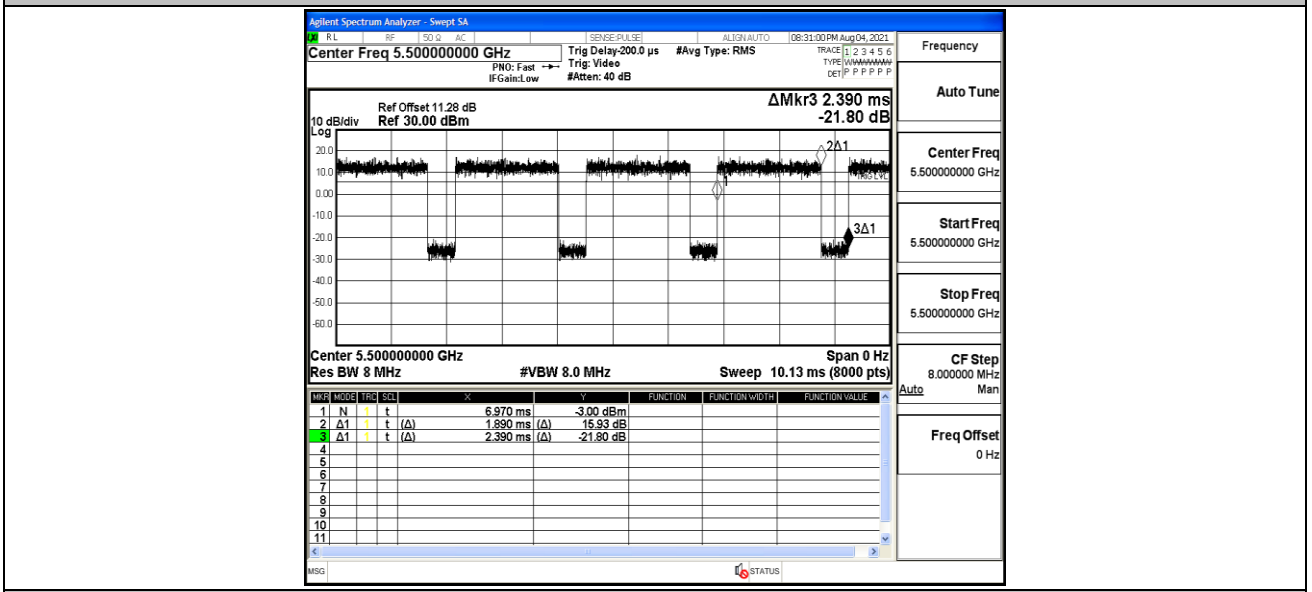 Agilent Spectrum Analyzer - Swept SA
LXI RL RF 50 Ω AC SENSE:PULSE ALIGN AUTO 08:31:00 PM Aug 04, 2021
Center Freq 5.500000000 GHz
PNO: Fast
IFGain:Low
Trig Delay-200.0 µs
Trig: Video
#Atten: 40 dB
#Avg Type: RMS
TRACE 1 2 3 4 5 6
TYPE WWWWWW
DET P P P P P P
Ref Offset 11.28 dB
10 dB/div Ref 30.00 dBm
Log
ΔMkr3 2.390 ms
-21.80 dB
20.0
10.0
0.00
-10.0
-20.0
-30.0
-40.0
-50.0
-60.0
2Δ1
TRIG LVL
1
3Δ1
Center 5.500000000 GHz Span 0 Hz
Res BW 8 MHz #VBW 8.0 MHz Sweep 10.13 ms (8000 pts)
MKR MODE TRC SCL X Y FUNCTION FUNCTION WIDTH FUNCTION VALUE
1 N 1 t 6.970 ms -3.00 dBm
2 Δ1 1 t (Δ) 1.890 ms (Δ) 15.93 dB
3 Δ1 1 t (Δ) 2.390 ms (Δ) -21.80 dB
4
5
6
7
8
9
10
11
MSG STATUS
Frequency
Auto Tune
Center Freq
5.500000000 GHz
Start Freq
5.500000000 GHz
Stop Freq
5.500000000 GHz
CF Step
8.000000 MHz
Auto Man
Freq Offset
0 Hz